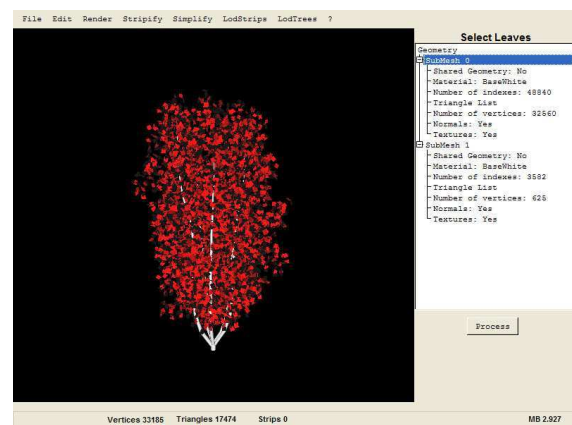 File Edit Render Stripify Simplify LodStrips LodTrees ?
Select Leaves
Geometry
SubMesh 0
Shared Geometry: No
Material: BaseWhite
Number of indexes: 48840
Triangle List
Number of vertices: 32560
Normals: Yes
Textures: Yes
SubMesh 1
Shared Geometry: No
Material: BaseWhite
Number of indexes: 3582
Triangle List
Number of vertices: 625
Normals: Yes
Textures: Yes
Process
Vertices 33185 Triangles 17474 Strips 0 MB 2.927